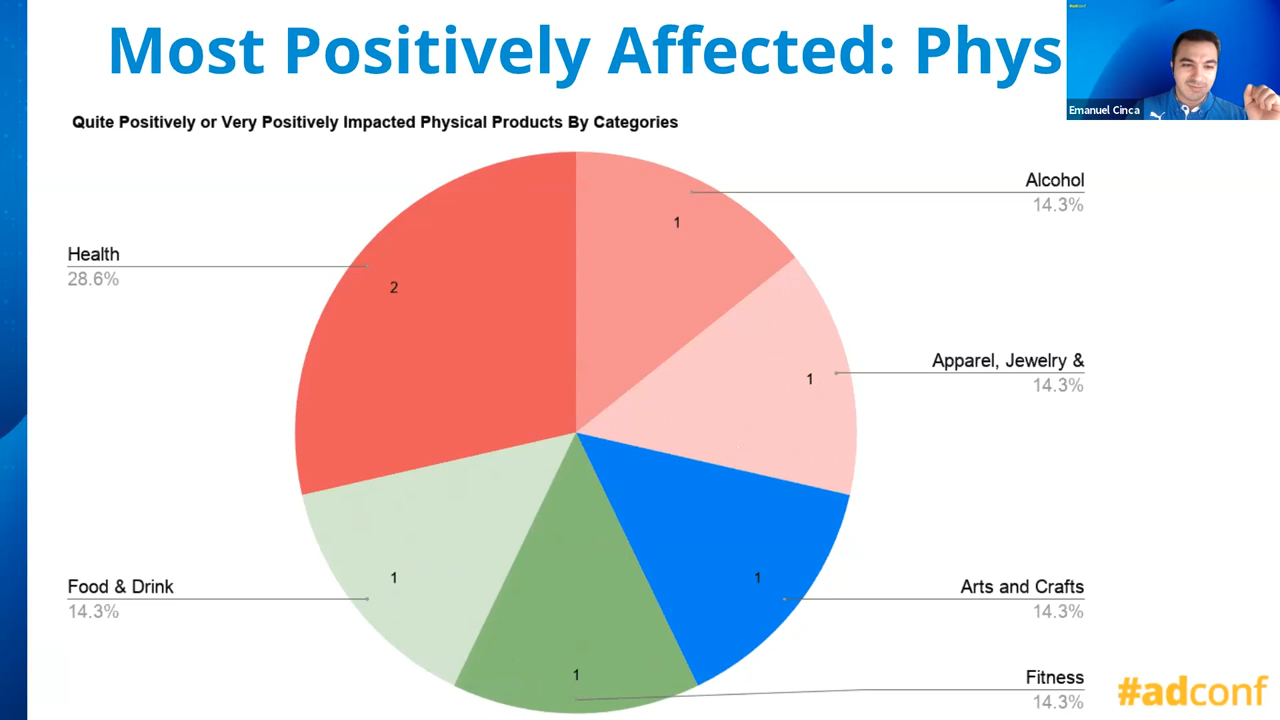 Most Positively Affected: Phys
#adconf
Emanuel Cinca
Quite Positively or Very Positively Impacted Physical Products By Categories
Alcohol
14.3%
1
Health
28.6%
2
Apparel, Jewelry &
14.3%
1
Food & Drink
14.3%
1
Arts and Crafts
14.3%
1
Fitness
14.3%
1
#adconf